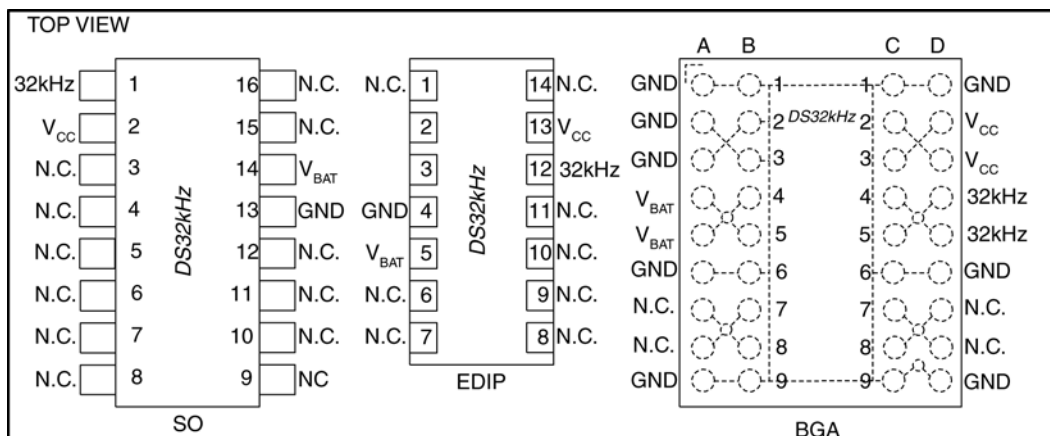 TOP VIEW
A B C D
32kHz 1 16 N.C.
V_CC 2 15 N.C.
N.C. 3 14 V_BAT
N.C. 4 13 GND
N.C. 5 12 N.C.
N.C. 6 11 N.C.
N.C. 7 10 N.C.
N.C. 8 9 NC
DS32kHz
SO
N.C. 1 14 N.C.
2 13 V_CC
3 12 32kHz
GND 4 11 N.C.
V_BAT 5 10 N.C.
N.C. 6 9 N.C.
N.C. 7 8 N.C.
DS32kHz
EDIP
GND 1 1 GND
GND 2 DS32kHz 2 V_CC
GND 3 3 V_CC
V_BAT 4 4 32kHz
V_BAT 5 5 32kHz
GND 6 6 GND
N.C. 7 7 N.C.
N.C. 8 8 N.C.
GND 9 9 GND
BGA